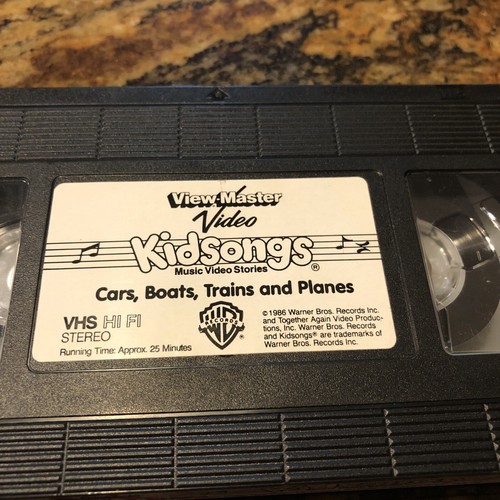 View-Master
Video
Kidsongs®
Music Video Stories
Cars, Boats, Trains and Planes
VHS HI FI
STEREO
Running Time: Approx. 25 Minutes
RECORDS
®
©1986 Warner Bros. Records Inc.
and Together Again Video Produc-
tions, Inc. Warner Bros. Records
and Kidsongs® are trademarks of
Warner Bros. Records Inc.